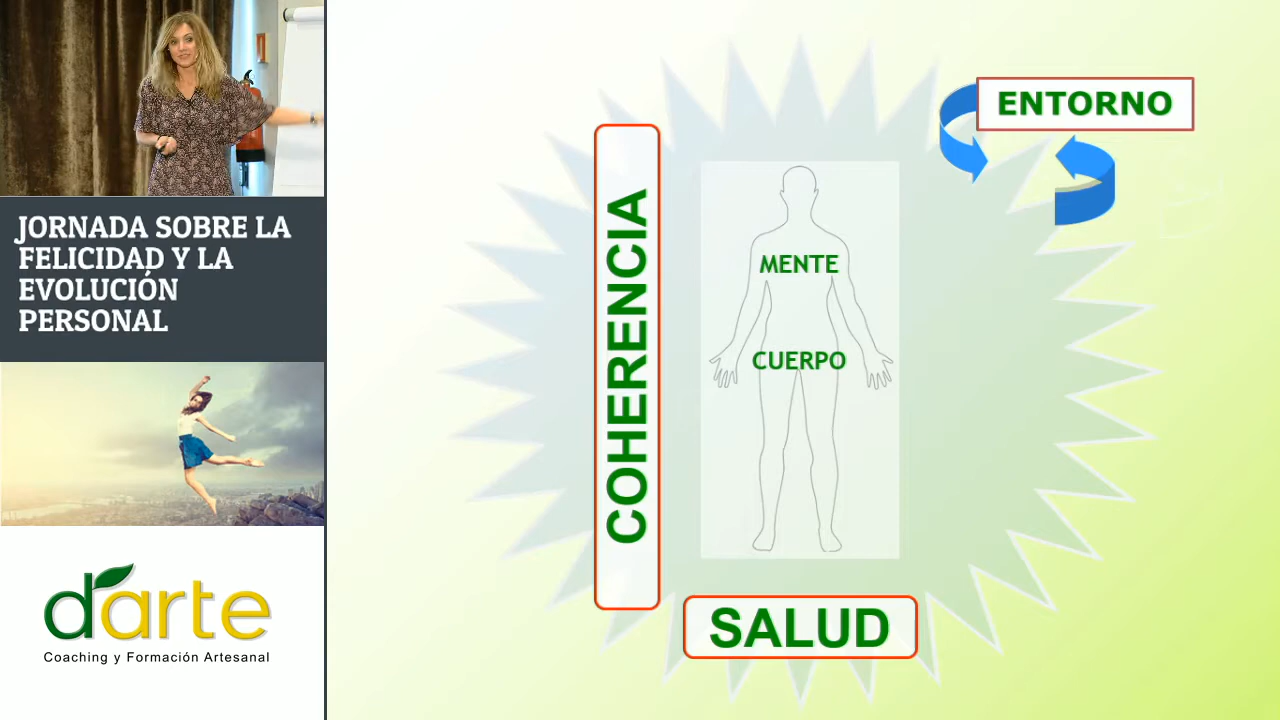 JORNADA SOBRE LA
FELICIDAD Y LA
EVOLUCIÓN
PERSONAL
d'arte
Coaching y Formación Artesanal
ENTORNO
COHERENCIA
MENTE
CUERPO
SALUD